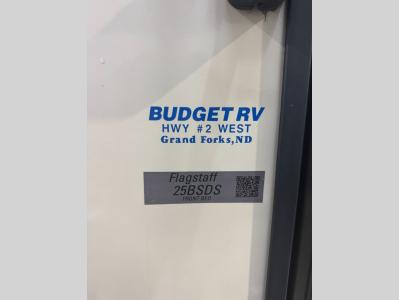 BUDGET RV
HWY #2 WEST
Grand Forks, ND
Flagstaff
25BSDS
FRONT BED